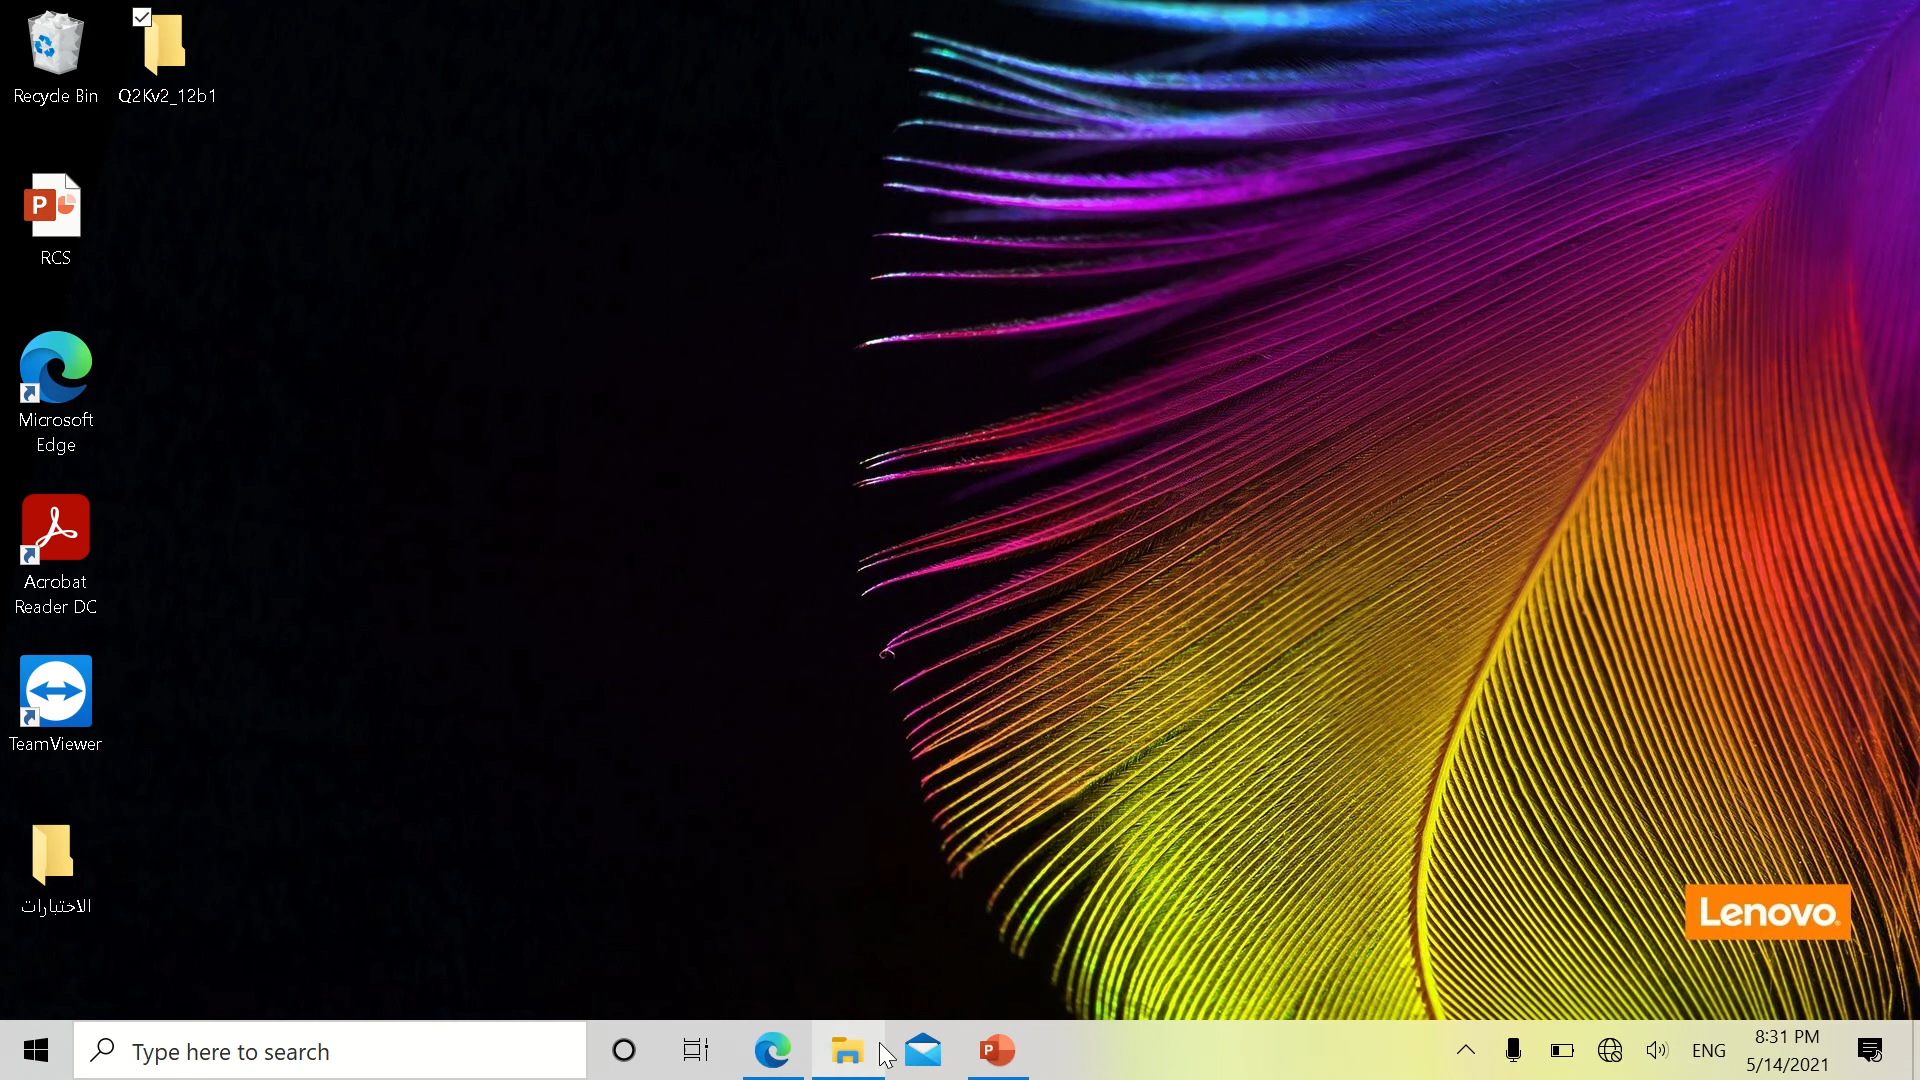 Recycle Bin
Q2Kv2_12b1
RCS
Microsoft
Edge
Acrobat
Reader DC
TeamViewer
الاختبارات
Lenovo
Type here to search
ENG
8:31 PM
5/14/2021